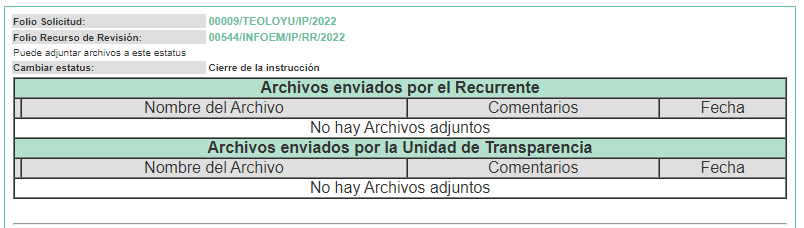 Folio Solicitud: 00009/TEOLOYU/IP/2022
Folio Recurso de Revisión: 00544/INFOEM/IP/RR/2022
Puede adjuntar archivos a este estatus
Cambiar estatus: Cierre de la instrucción
Archivos enviados por el Recurrente
Nombre del Archivo Comentarios Fecha
No hay Archivos adjuntos
Archivos enviados por la Unidad de Transparencia
Nombre del Archivo Comentarios Fecha
No hay Archivos adjuntos